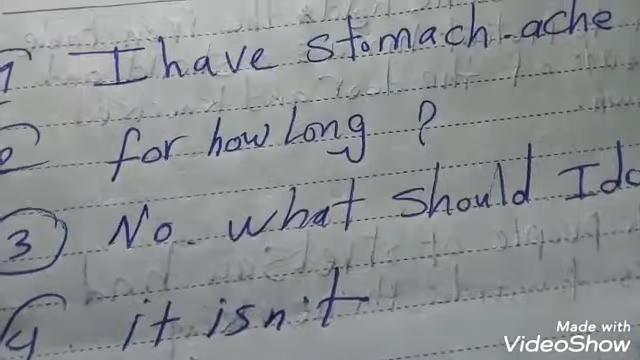 1 I have stomach-ache
2 for how Long ?
3 No. what should I do
4 it isn't
Made with
VideoShow